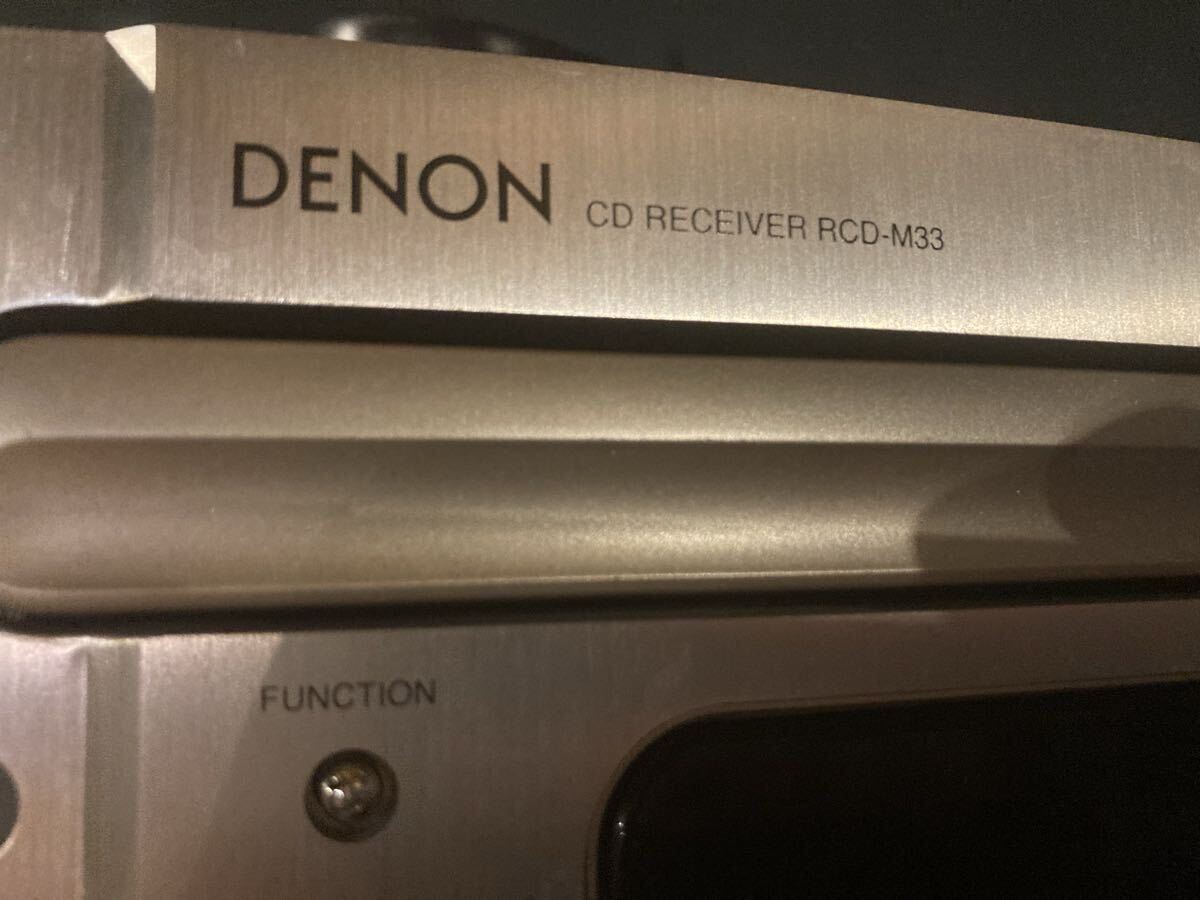 DENON CD RECEIVER RCD-M33
FUNCTION